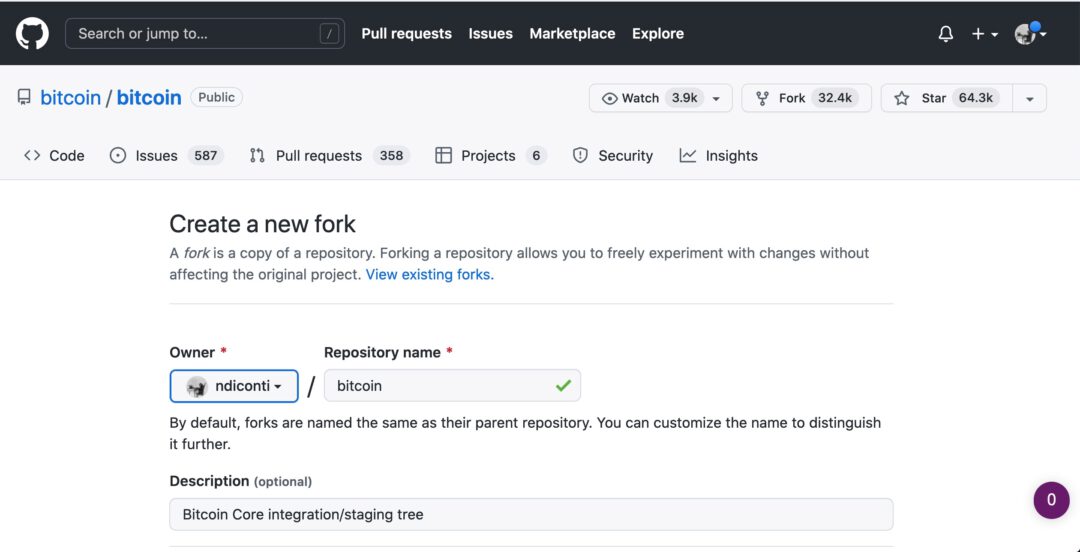 Search or jump to... /
Pull requests Issues Marketplace Explore
bitcoin / bitcoin Public
Watch 3.9k Fork 32.4k Star 64.3k
Code Issues 587 Pull requests 358 Projects 6 Security Insights
Create a new fork
A fork is a copy of a repository. Forking a repository allows you to freely experiment with changes without
affecting the original project. View existing forks.
Owner * Repository name *
ndiconti / bitcoin
By default, forks are named the same as their parent repository. You can customize the name to distinguish
it further.
Description (optional)
Bitcoin Core integration/staging tree
0